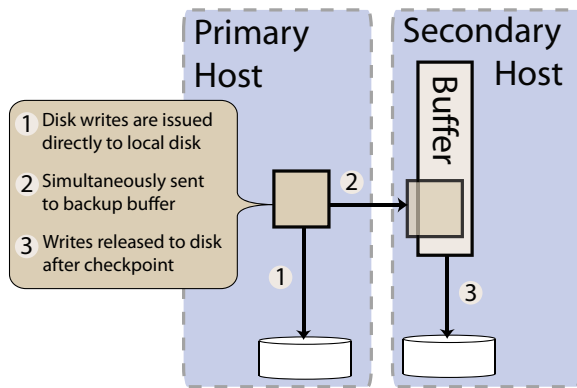 Primary
Host
Secondary
Host
Buffer
1 Disk writes are issued
directly to local disk
2 Simultaneously sent
to backup buffer
3 Writes released to disk
after checkpoint
2
1
3